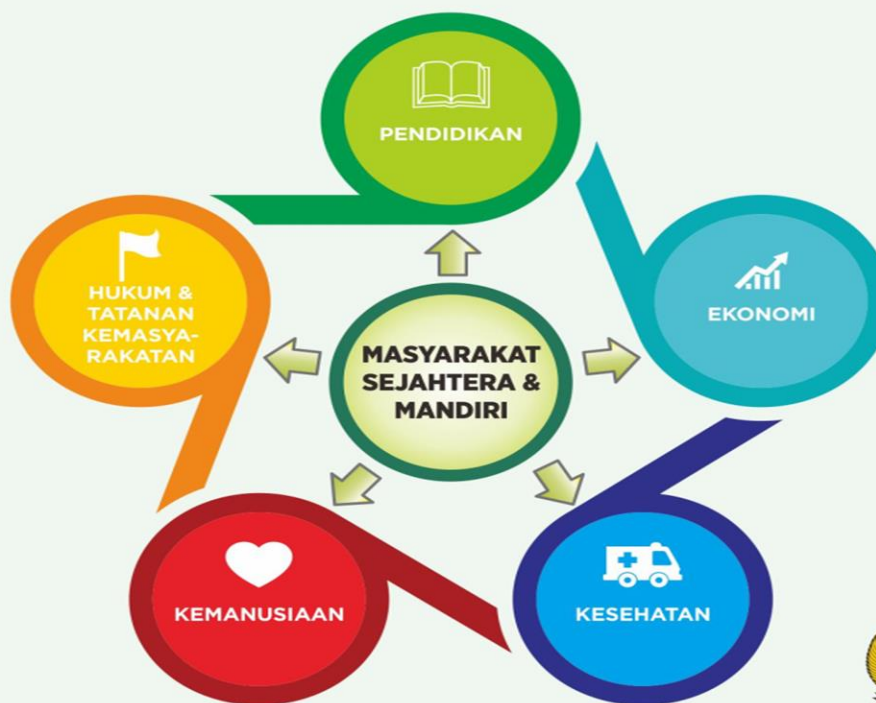 PENDIDIKAN
HUKUM &
TATANAN
KEMASYA-
RAKATAN
EKONOMI
MASYARAKAT
SEJAHTERA &
MANDIRI
KEMANUSIAAN
KESEHATAN